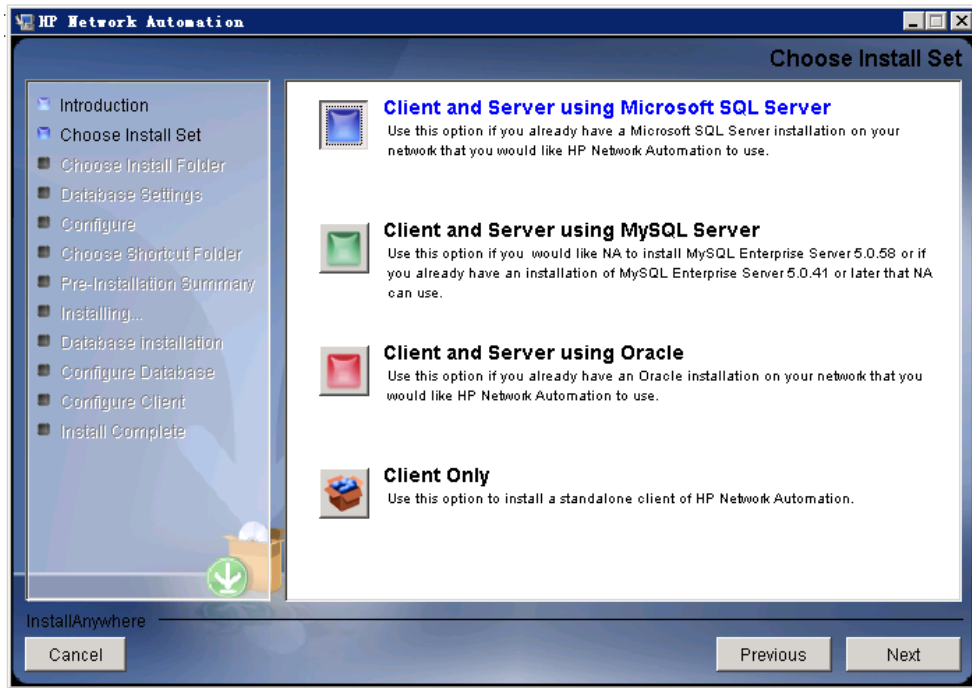 HP Network Automation
Choose Install Set
Introduction
Choose Install Set
Choose Install Folder
Database Settings
Configure
Choose Shortcut Folder
Pre-Installation Summary
Installing...
Database installation
Configure Database
Configure Client
Install Complete
Client and Server using Microsoft SQL Server
Use this option if you already have a Microsoft SQL Server installation on your
network that you would like HP Network Automation to use.
Client and Server using MySQL Server
Use this option if you would like NA to install MySQL Enterprise Server 5.0.58 or if
you already have an installation of MySQL Enterprise Server 5.0.41 or later that NA
can use.
Client and Server using Oracle
Use this option if you already have an Oracle installation on your network that you
would like HP Network Automation to use.
Client Only
Use this option to install a standalone client of HP Network Automation.
InstallAnywhere
Cancel
Previous
Next